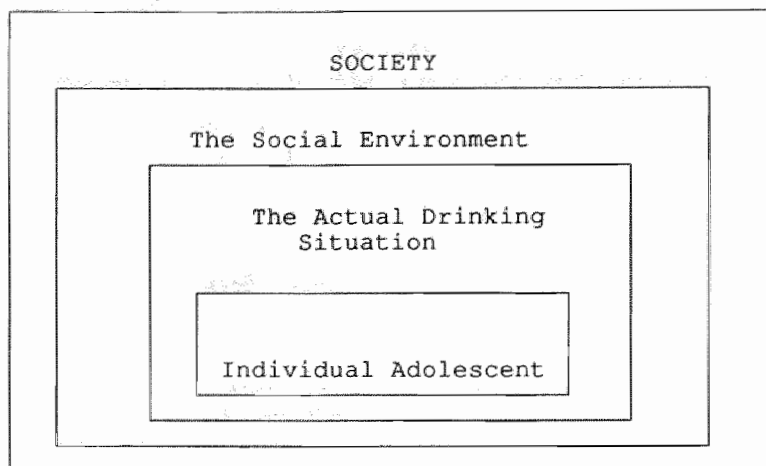 SOCIETY
The Social Environment
The Actual Drinking
Situation
Individual Adolescent